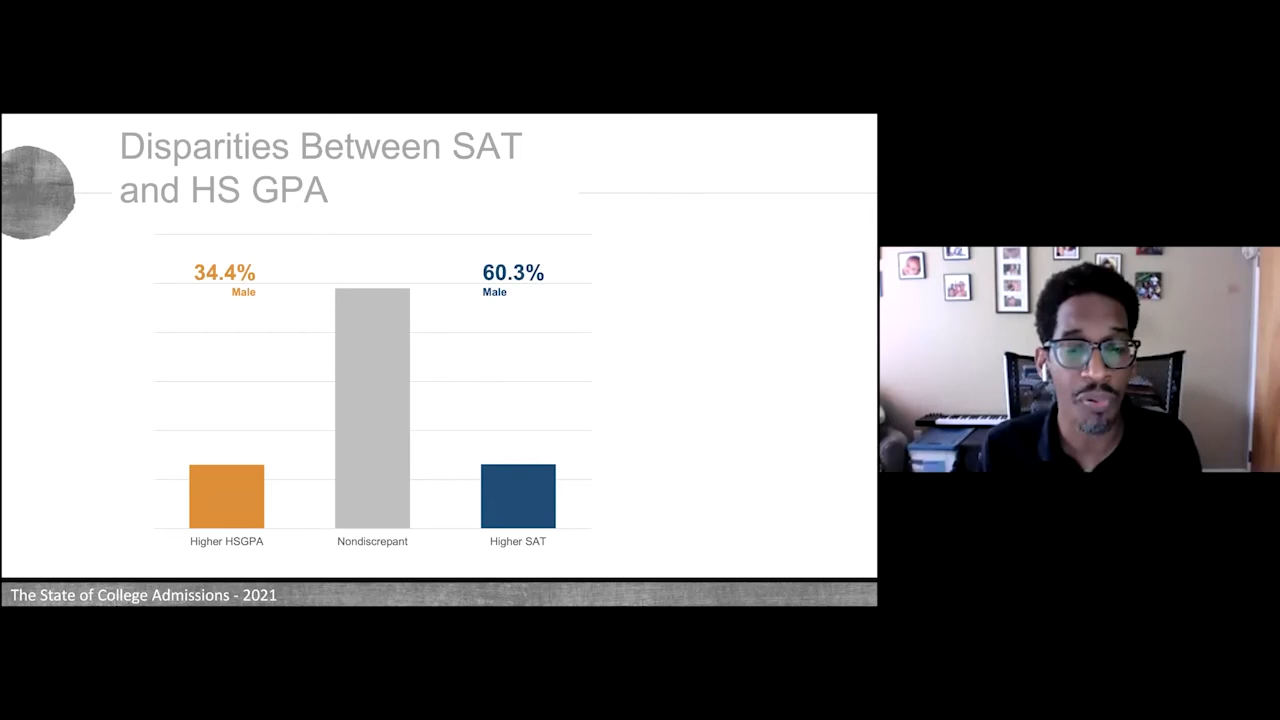 Disparities Between SAT
and HS GPA
34.4%
Male
60.3%
Male
Higher HSGPA
Nondiscrepant
Higher SAT
The State of College Admissions - 2021